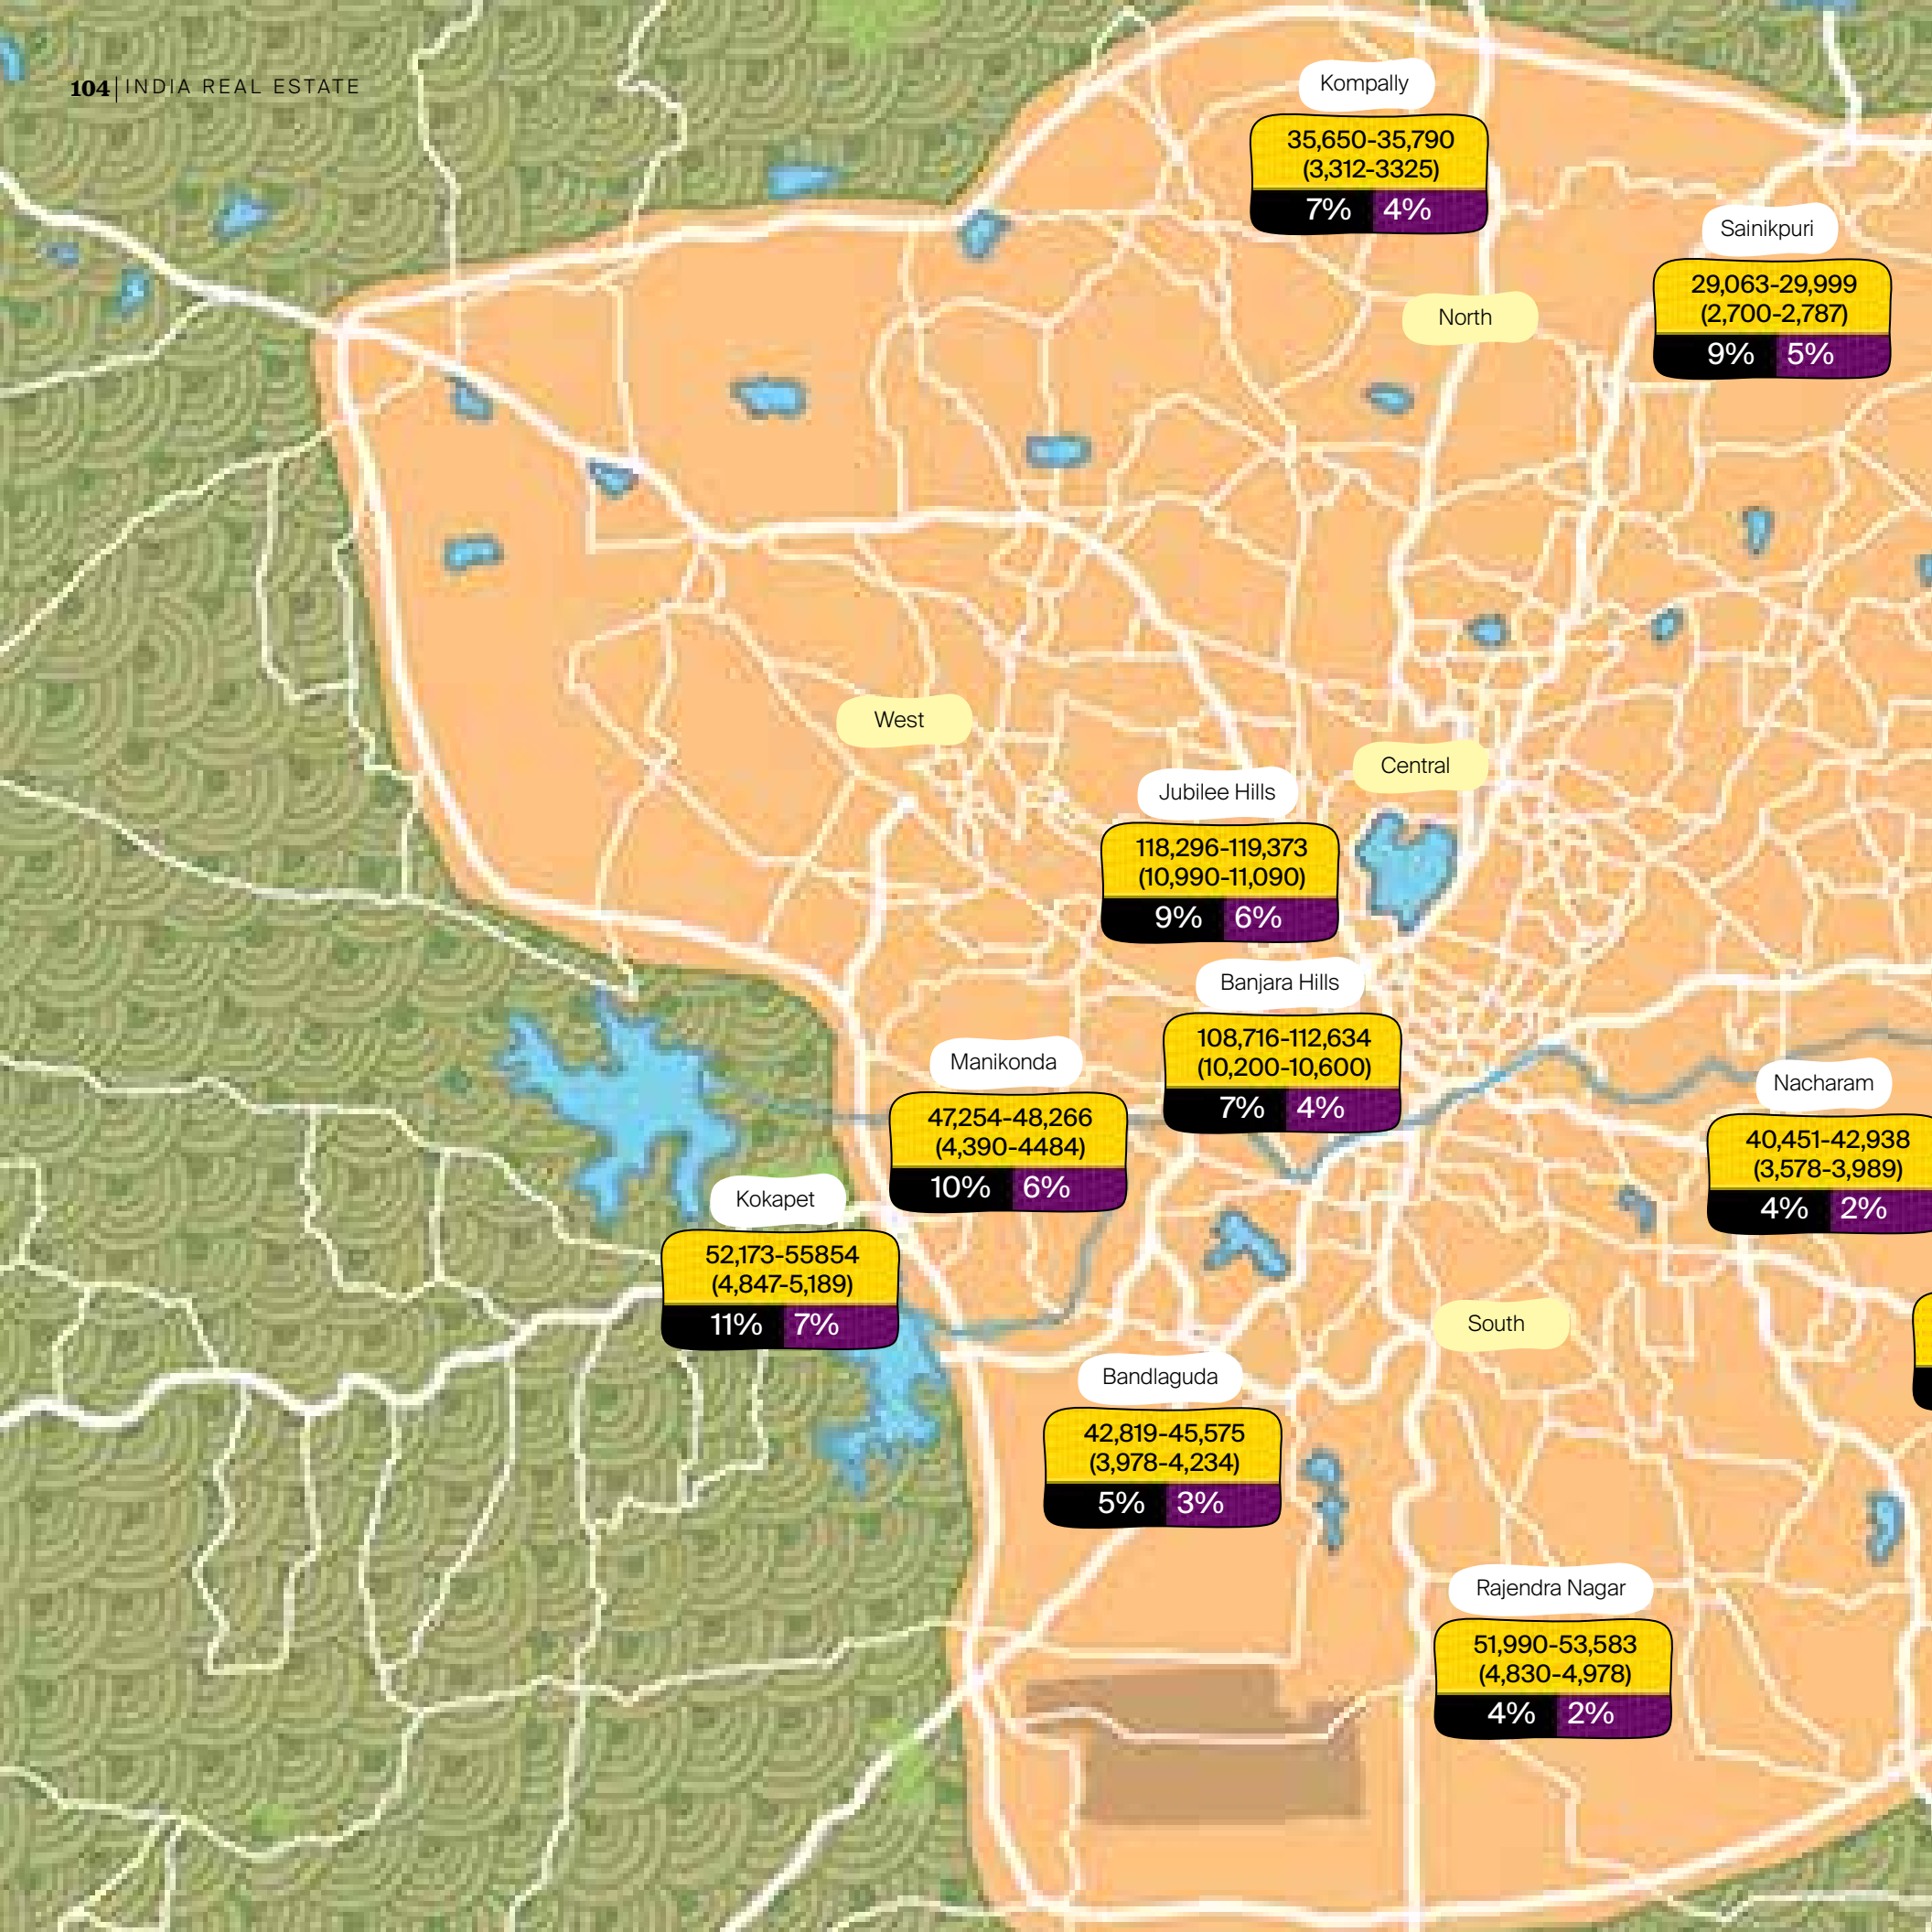 104 | INDIA REAL ESTATE
Kompally
35,650-35,790
(3,312-3325)
7% 4%
Sainikpuri
29,063-29,999
(2,700-2,787)
9% 5%
North
West
Central
Jubilee Hills
118,296-119,373
(10,990-11,090)
9% 6%
Banjara Hills
108,716-112,634
(10,200-10,600)
7% 4%
Manikonda
47,254-48,266
(4,390-4484)
10% 6%
Nacharam
40,451-42,938
(3,578-3,989)
4% 2%
Kokapet
52,173-55854
(4,847-5,189)
11% 7%
South
Bandlaguda
42,819-45,575
(3,978-4,234)
5% 3%
Rajendra Nagar
51,990-53,583
(4,830-4,978)
4% 2%